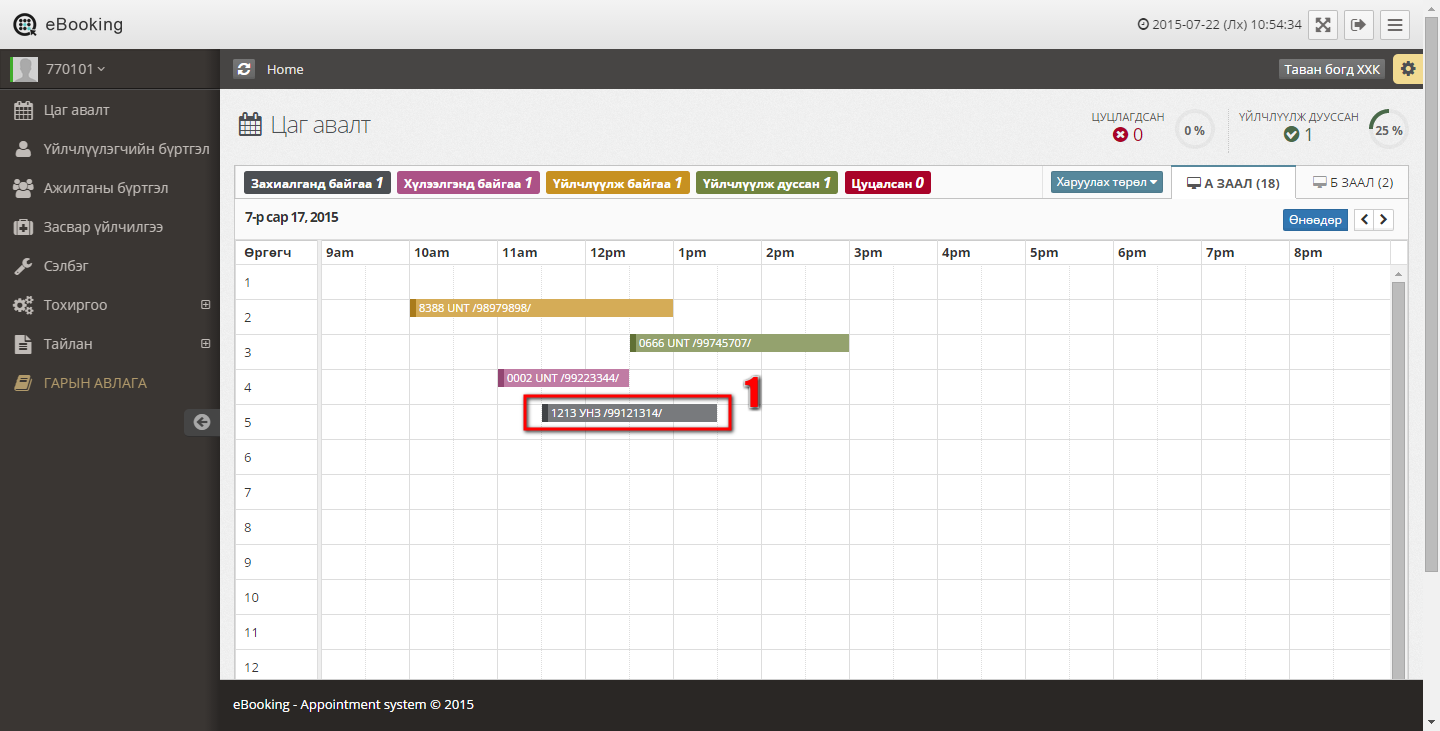 eBooking
2015-07-22 (Лх) 10:54:34
770101
Home
Таван богд ХХК
Цаг авалт
Үйлчлүүлэгчийн бүртгэл
Ажилтаны бүртгэл
Засвар үйлчилгээ
Сэлбэг
Тохиргоо
Тайлан
ГАРЫН АВЛАГА
Цаг авалт
ЦУЦЛАГДСАН
0
0 %
ҮЙЛЧЛҮҮЛЖ ДУУССАН
1
25 %
Захиалганд байгаа 1
Хүлээлгэнд байгаа 1
Үйлчлүүлж байгаа 1
Үйлчлүүлж дуссан 1
Цуцалсан 0
Харуулах төрөл
А ЗААЛ (18)
Б ЗААЛ (2)
7-р сар 17, 2015
Өнөөдөр
Өргөгч 9am 10am 11am 12pm 1pm 2pm 3pm 4pm 5pm 6pm 7pm 8pm
1
8388 UNT /98979898/
2
0666 UNT /99745707/
3
0002 UNT /99223344/
4
1213 УНЗ /99121314/
1
5
6
7
8
9
10
11
12
eBooking - Appointment system © 2015